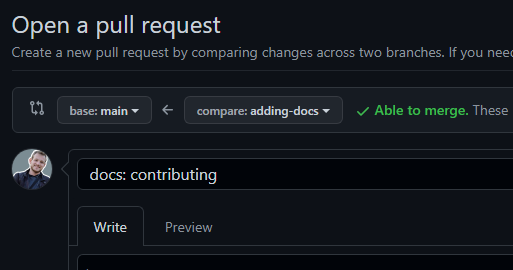 Open a pull request
Create a new pull request by comparing changes across two branches. If you nee
base: main
compare: adding-docs
Able to merge. These
docs: contributing
Write
Preview